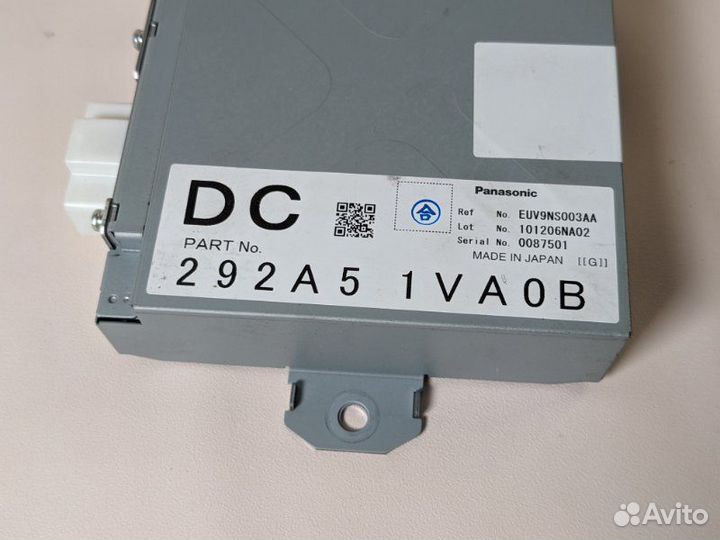 DC
合
Panasonic
Ref No. EUV9NS003AA
Lot No. 101206NA02
Serial No. 0087501
PART No.
MADE IN JAPAN [[G]]
292A5 1VA0B
Avito